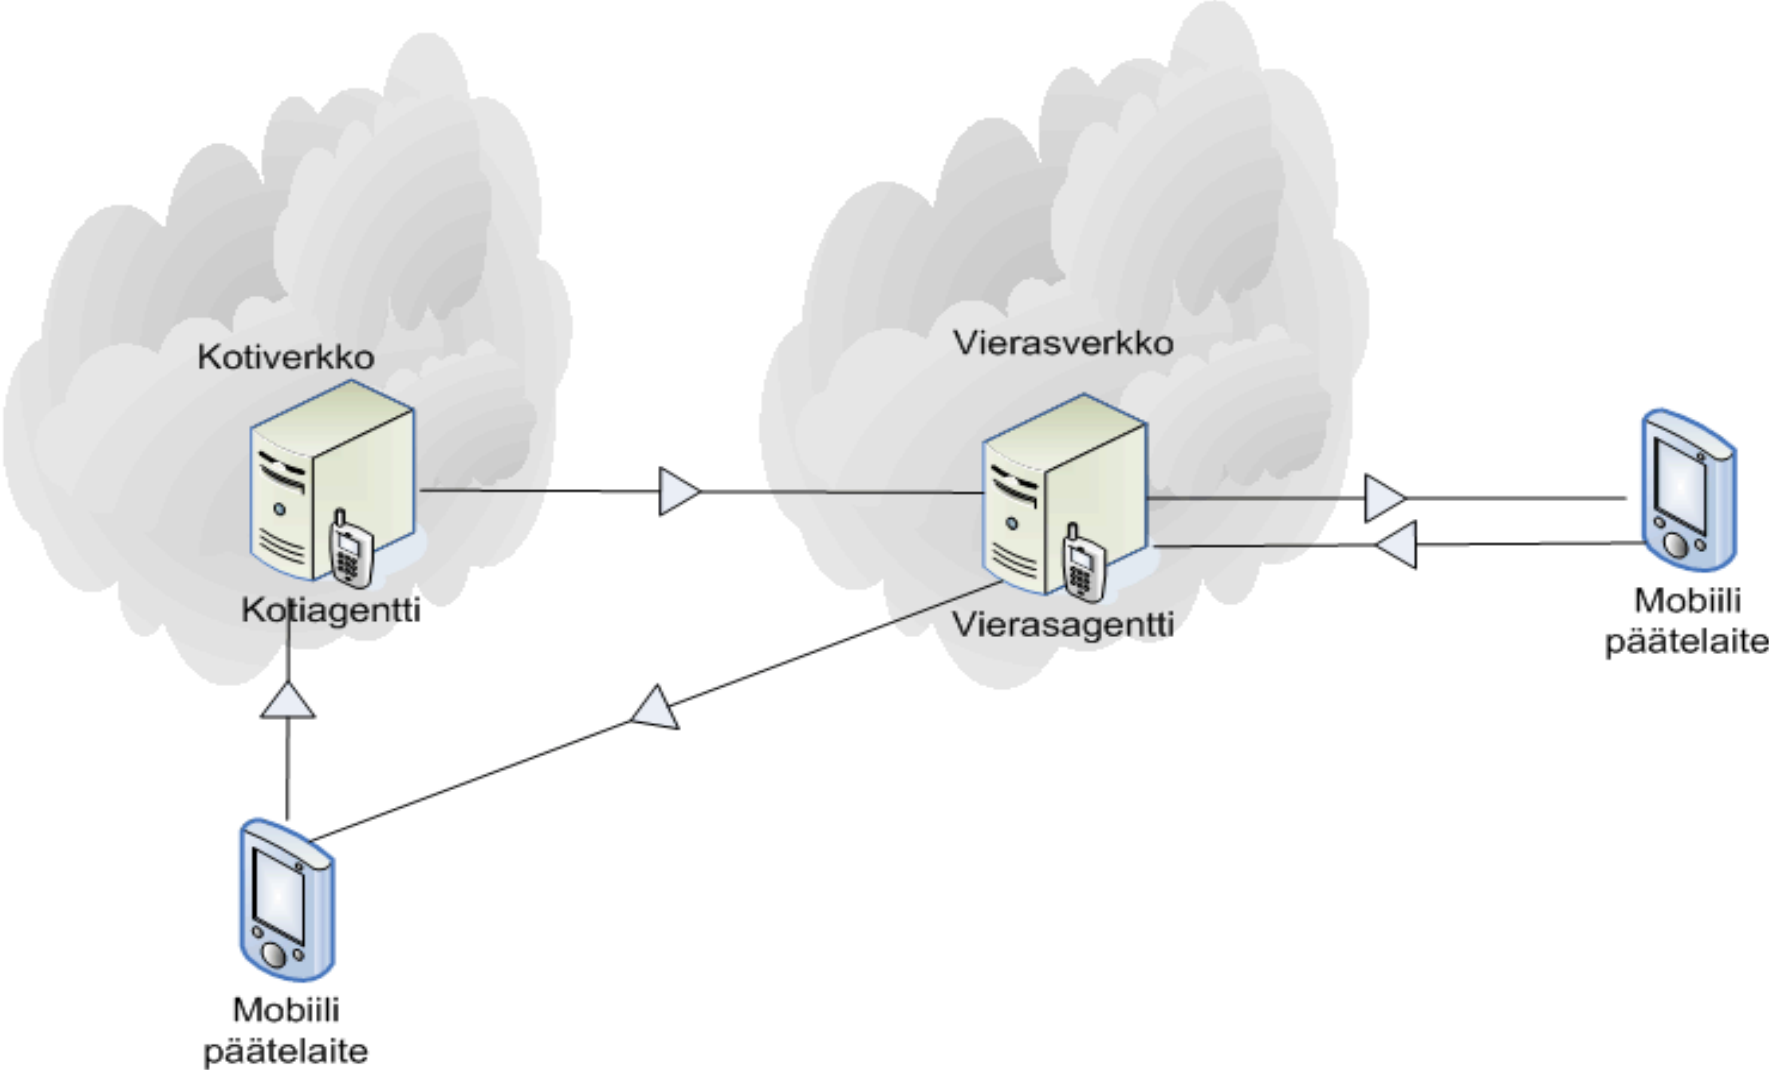 Kotiverkko
Kotiagentti
Vierasverkko
Vierasagentti
Mobiili
päätelaite
Mobiili
päätelaite